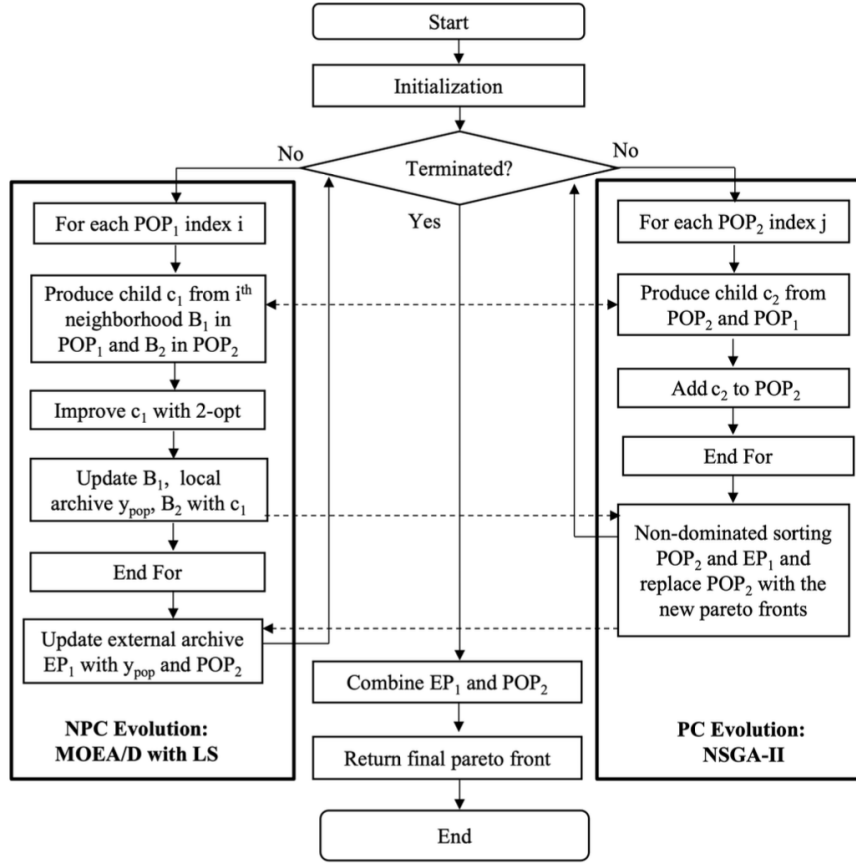 Start
Initialization
Terminated?
No
No
Yes
For each POP₁ index i
Produce child c₁ from iᵗʰ
neighborhood B₁ in
POP₁ and B₂ in POP₂
Improve c₁ with 2-opt
Update B₁, local
archive y_pop, B₂ with c₁
End For
Update external archive
EP₁ with y_pop and POP₂
NPC Evolution:
MOEA/D with LS
Combine EP₁ and POP₂
Return final pareto front
End
For each POP₂ index j
Produce child c₂ from
POP₂ and POP₁
Add c₂ to POP₂
End For
Non-dominated sorting
POP₂ and EP₁ and
replace POP₂ with the
new pareto fronts
PC Evolution:
NSGA-II